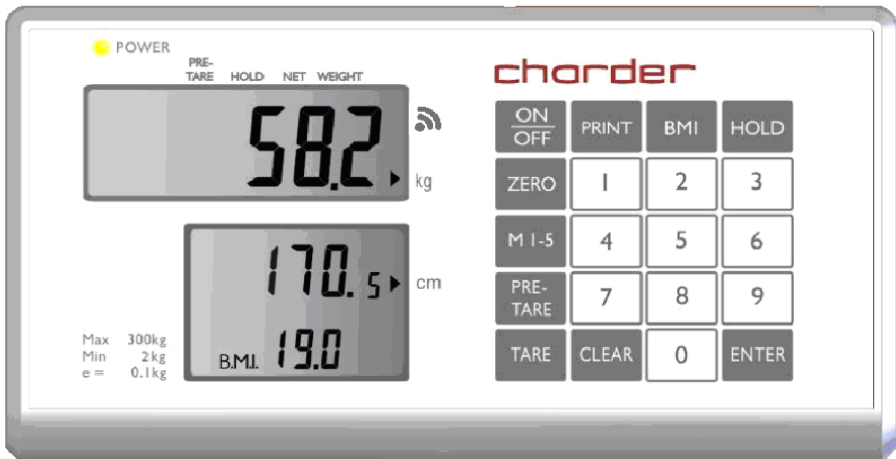 POWER
PRE-
TARE HOLD NET WEIGHT
58.2 kg
170.5 cm
B.M.I. 19.0
Max 300kg
Min 2kg
e = 0.1kg
charder
ON
OFF PRINT BMI HOLD
ZERO 1 2 3
M 1-5 4 5 6
PRE-
TARE 7 8 9
TARE CLEAR 0 ENTER